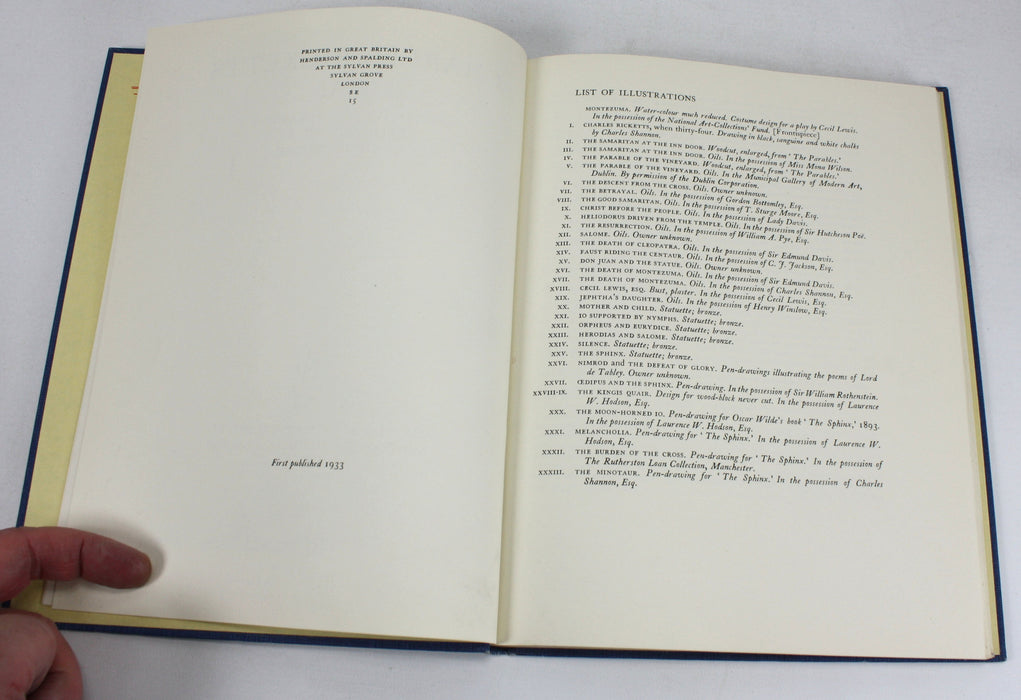 PRINTED IN GREAT BRITAIN BY
HENDERSON AND SPALDING LTD
AT THE SYLVAN PRESS
SYLVAN GROVE
LONDON
SE
15
First published 1933
LIST OF ILLUSTRATIONS
MONTEZUMA. Water-colour much reduced. Costume design for a play by Cecil Lewis.
In the possession of the National Art-Collections' Fund.
I. CHARLES RICKETTS, when thirty-four. Drawing in black, sanguine and white chalks
by Charles Shannon. [Frontispiece]
II. THE SAMARITAN AT THE INN DOOR. Woodcut, enlarged, from 'The Parables.'
III. THE SAMARITAN AT THE INN DOOR. Oils. In the possession of Miss Mona Wilson.
IV. THE PARABLE OF THE VINEYARD. Woodcut, enlarged, from 'The Parables.'
V. THE PARABLE OF THE VINEYARD. Oils. In the Municipal Gallery of Modern Art,
Dublin. By permission of the Dublin Corporation.
VI. THE DESCENT FROM THE CROSS. Oils. Owner unknown.
VII. THE BETRAYAL. Oils. In the possession of Gordon Bottomley, Esq.
VIII. THE GOOD SAMARITAN. Oils. In the possession of T. Sturge Moore, Esq.
IX. CHRIST BEFORE THE PEOPLE. Oils. In the possession of Lady Davis.
X. HELIODORUS DRIVEN FROM THE TEMPLE. Oils. In the possession of Sir Hutcheson Poë.
XI. THE RESURRECTION. Oils. In the possession of William A. Pye, Esq.
XII. SALOME. Oils. Owner unknown.
XIII. THE DEATH OF CLEOPATRA. Oils. In the possession of Sir Edmund Davis.
XIV. FAUST RIDING THE CENTAUR. Oils. In the possession of C. J. Jackson, Esq.
XV. DON JUAN AND THE STATUE. Oils. Owner unknown.
XVI. THE DEATH OF MONTEZUMA. Oils. In the possession of Sir Edmund Davis.
XVII. THE DEATH OF MONTEZUMA. Oils. In the possession of Charles Shannon, Esq.
XVIII. CECIL LEWIS, ESQ. Bust, plaster. In the possession of Cecil Lewis, Esq.
XIX. JEPHTHA'S DAUGHTER. Oils. In the possession of Henry Winslow, Esq.
XX. MOTHER AND CHILD. Statuette; bronze.
XXI. IO SUPPORTED BY NYMPHS. Statuette; bronze.
XXII. ORPHEUS AND EURYDICE. Statuette; bronze.
XXIII. HERODIAS AND SALOME. Statuette; bronze.
XXIV. SILENCE. Statuette; bronze.
XXV. THE SPHINX. Statuette; bronze.
XXVI. NIMROD and THE DEFEAT OF GLORY. Pen-drawings illustrating the poems of Lord
de Tabley. Owner unknown.
XXVII. ŒDIPUS AND THE SPHINX. Pen-drawing. In the possession of Sir William Rothenstein.
XXVIII-IX. THE KINGIS QUAIR. Design for wood-block never cut. In the possession of Laurence
W. Hodson, Esq.
XXX. THE MOON-HORNED IO. Pen-drawing for Oscar Wilde's book 'The Sphinx,' 1893.
In the possession of Laurence W. Hodson, Esq.
XXXI. MELANCHOLIA. Pen-drawing for 'The Sphinx.' In the possession of Laurence W.
Hodson, Esq.
XXXII. THE BURDEN OF THE CROSS. Pen-drawing for 'The Sphinx.' In the possession of
The Rutherston Loan Collection, Manchester.
XXXIII. THE MINOTAUR. Pen-drawing for 'The Sphinx.' In the possession of Charles
Shannon, Esq.